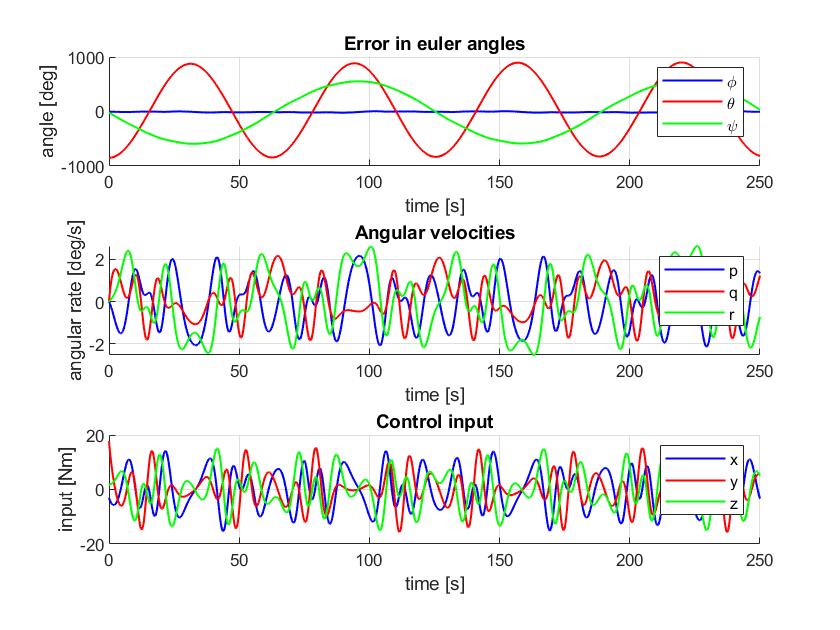 Error in euler angles
angle [deg]
1000
0
-1000
ϕ
θ
ψ
0 50 100 150 200 250
time [s]
Angular velocities
angular rate [deg/s]
2
0
-2
p
q
r
0 50 100 150 200 250
time [s]
Control input
input [Nm]
20
0
-20
x
y
z
0 50 100 150 200 250
time [s]